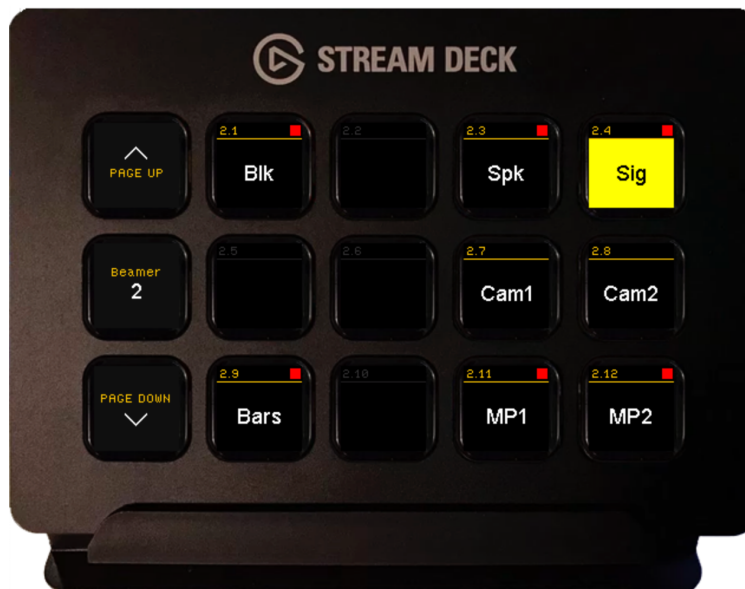 STREAM DECK
PAGE UP
2.1
Blk
2.2
2.3
Spk
2.4
Sig
Beamer
2
2.5
2.6
2.7
Cam1
2.8
Cam2
PAGE DOWN
2.9
Bars
2.10
2.11
MP1
2.12
MP2